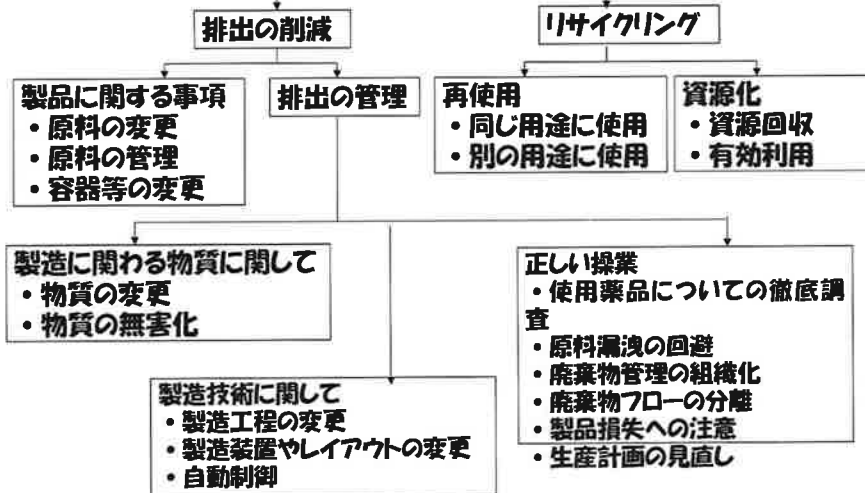 排出の削減
リサイクリング
製品に関する事項
・原料の変更
・原料の管理
・容器等の変更
排出の管理
再使用
・同じ用途に使用
・別の用途に使用
資源化
・資源回収
・有効利用
製造に関わる物質に関して
・物質の変更
・物質の無害化
製造技術に関して
・製造工程の変更
・製造装置やレイアウトの変更
・自動制御
正しい操業
・使用薬品についての徹底調
査
・原料漏洩の回避
・廃棄物管理の組織化
・廃棄物フローの分離
・製品損失への注意
・生産計画の見直し